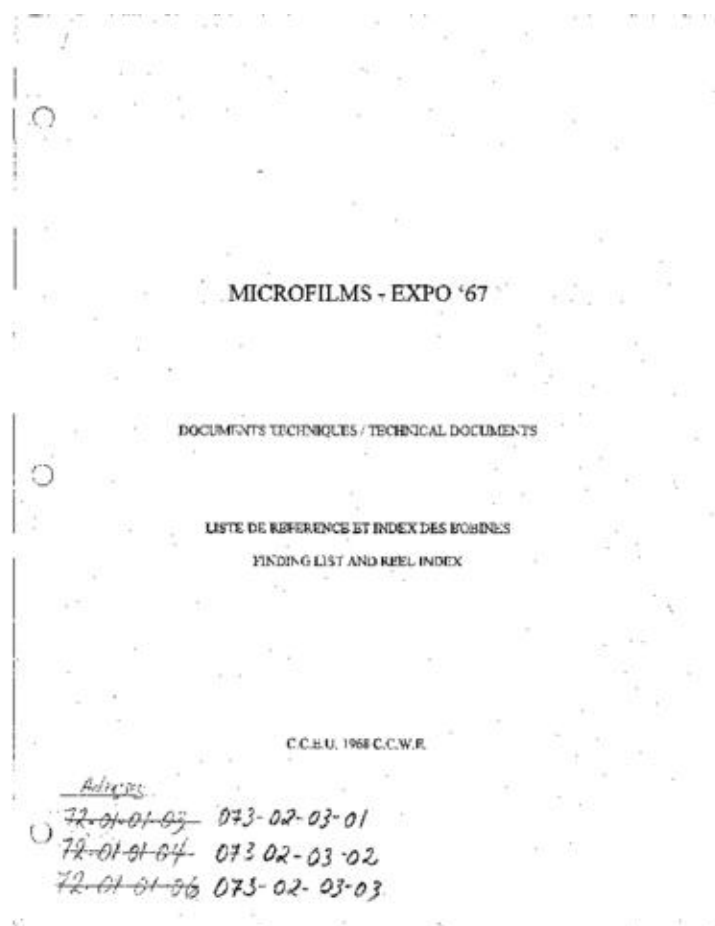 MICROFILMS - EXPO ‘67
DOCUMENTS TECHNIQUES / TECHNICAL DOCUMENTS
LISTE DE REFERENCE ET INDEX DES BOBINES
FINDING LIST AND REEL INDEX
C.C.E.U. 1968 C.C.W.E.
72-01-01-03 073-02-03-01
72-01-01-04 073 02-03-02
72-01-01-06 073-02-03-03